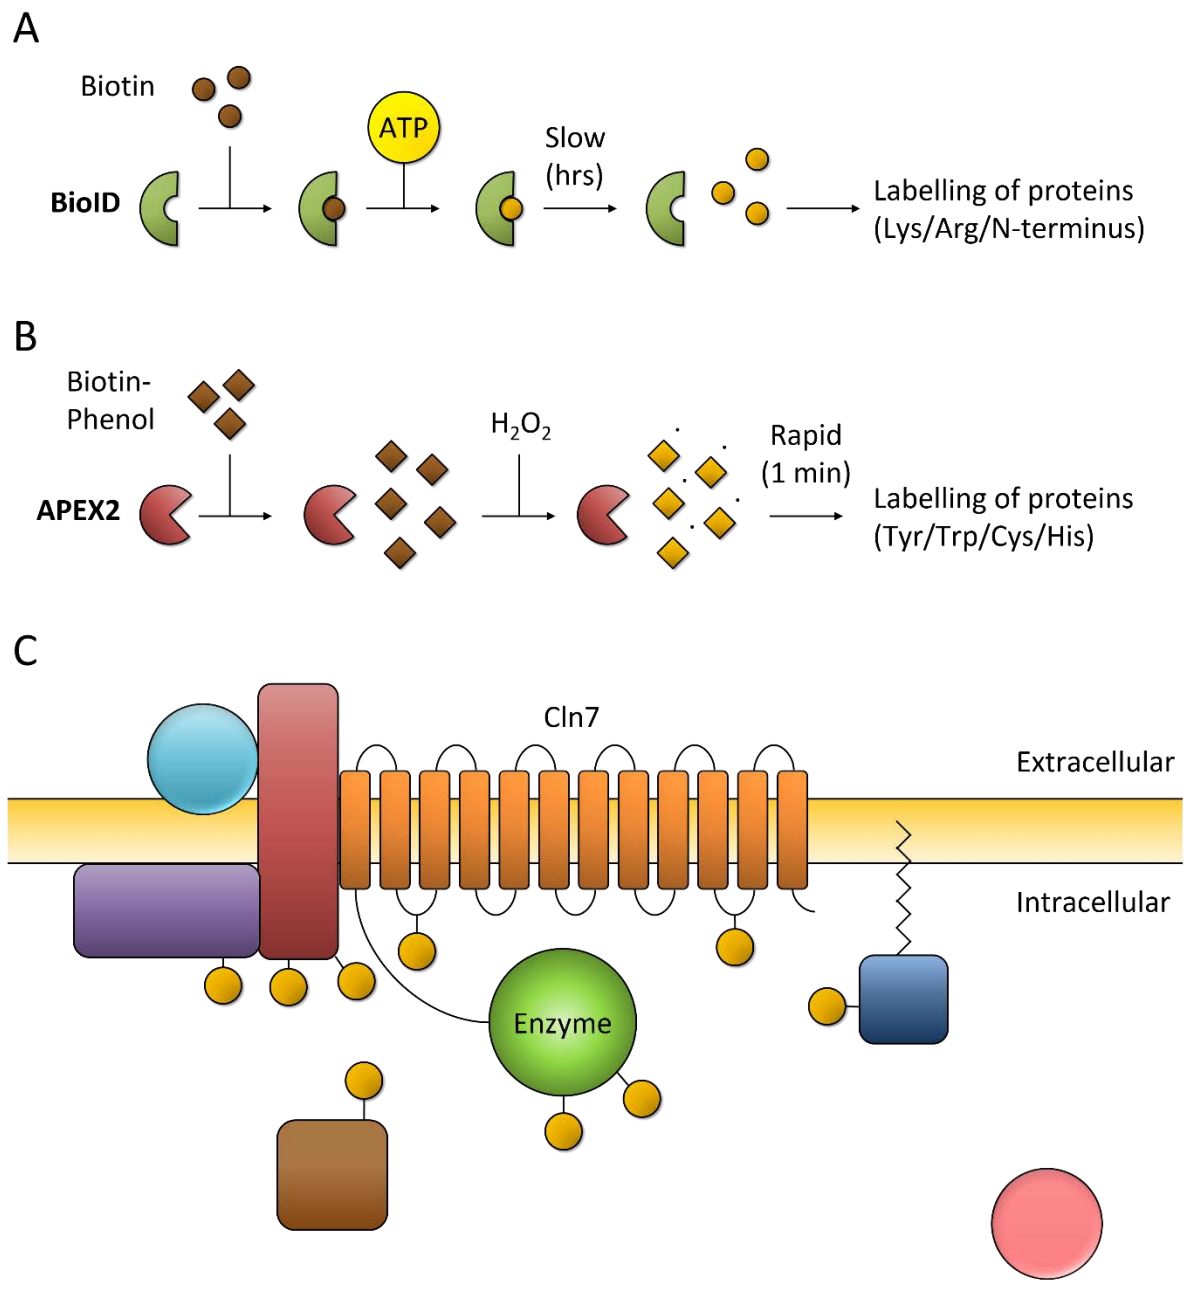 A
Biotin
ATP
Slow
(hrs)
BioID
Labelling of proteins
(Lys/Arg/N-terminus)
B
Biotin-
Phenol
H₂O₂
Rapid
(1 min)
APEX2
Labelling of proteins
(Tyr/Trp/Cys/His)
C
Cln7
Extracellular
Intracellular
Enzyme